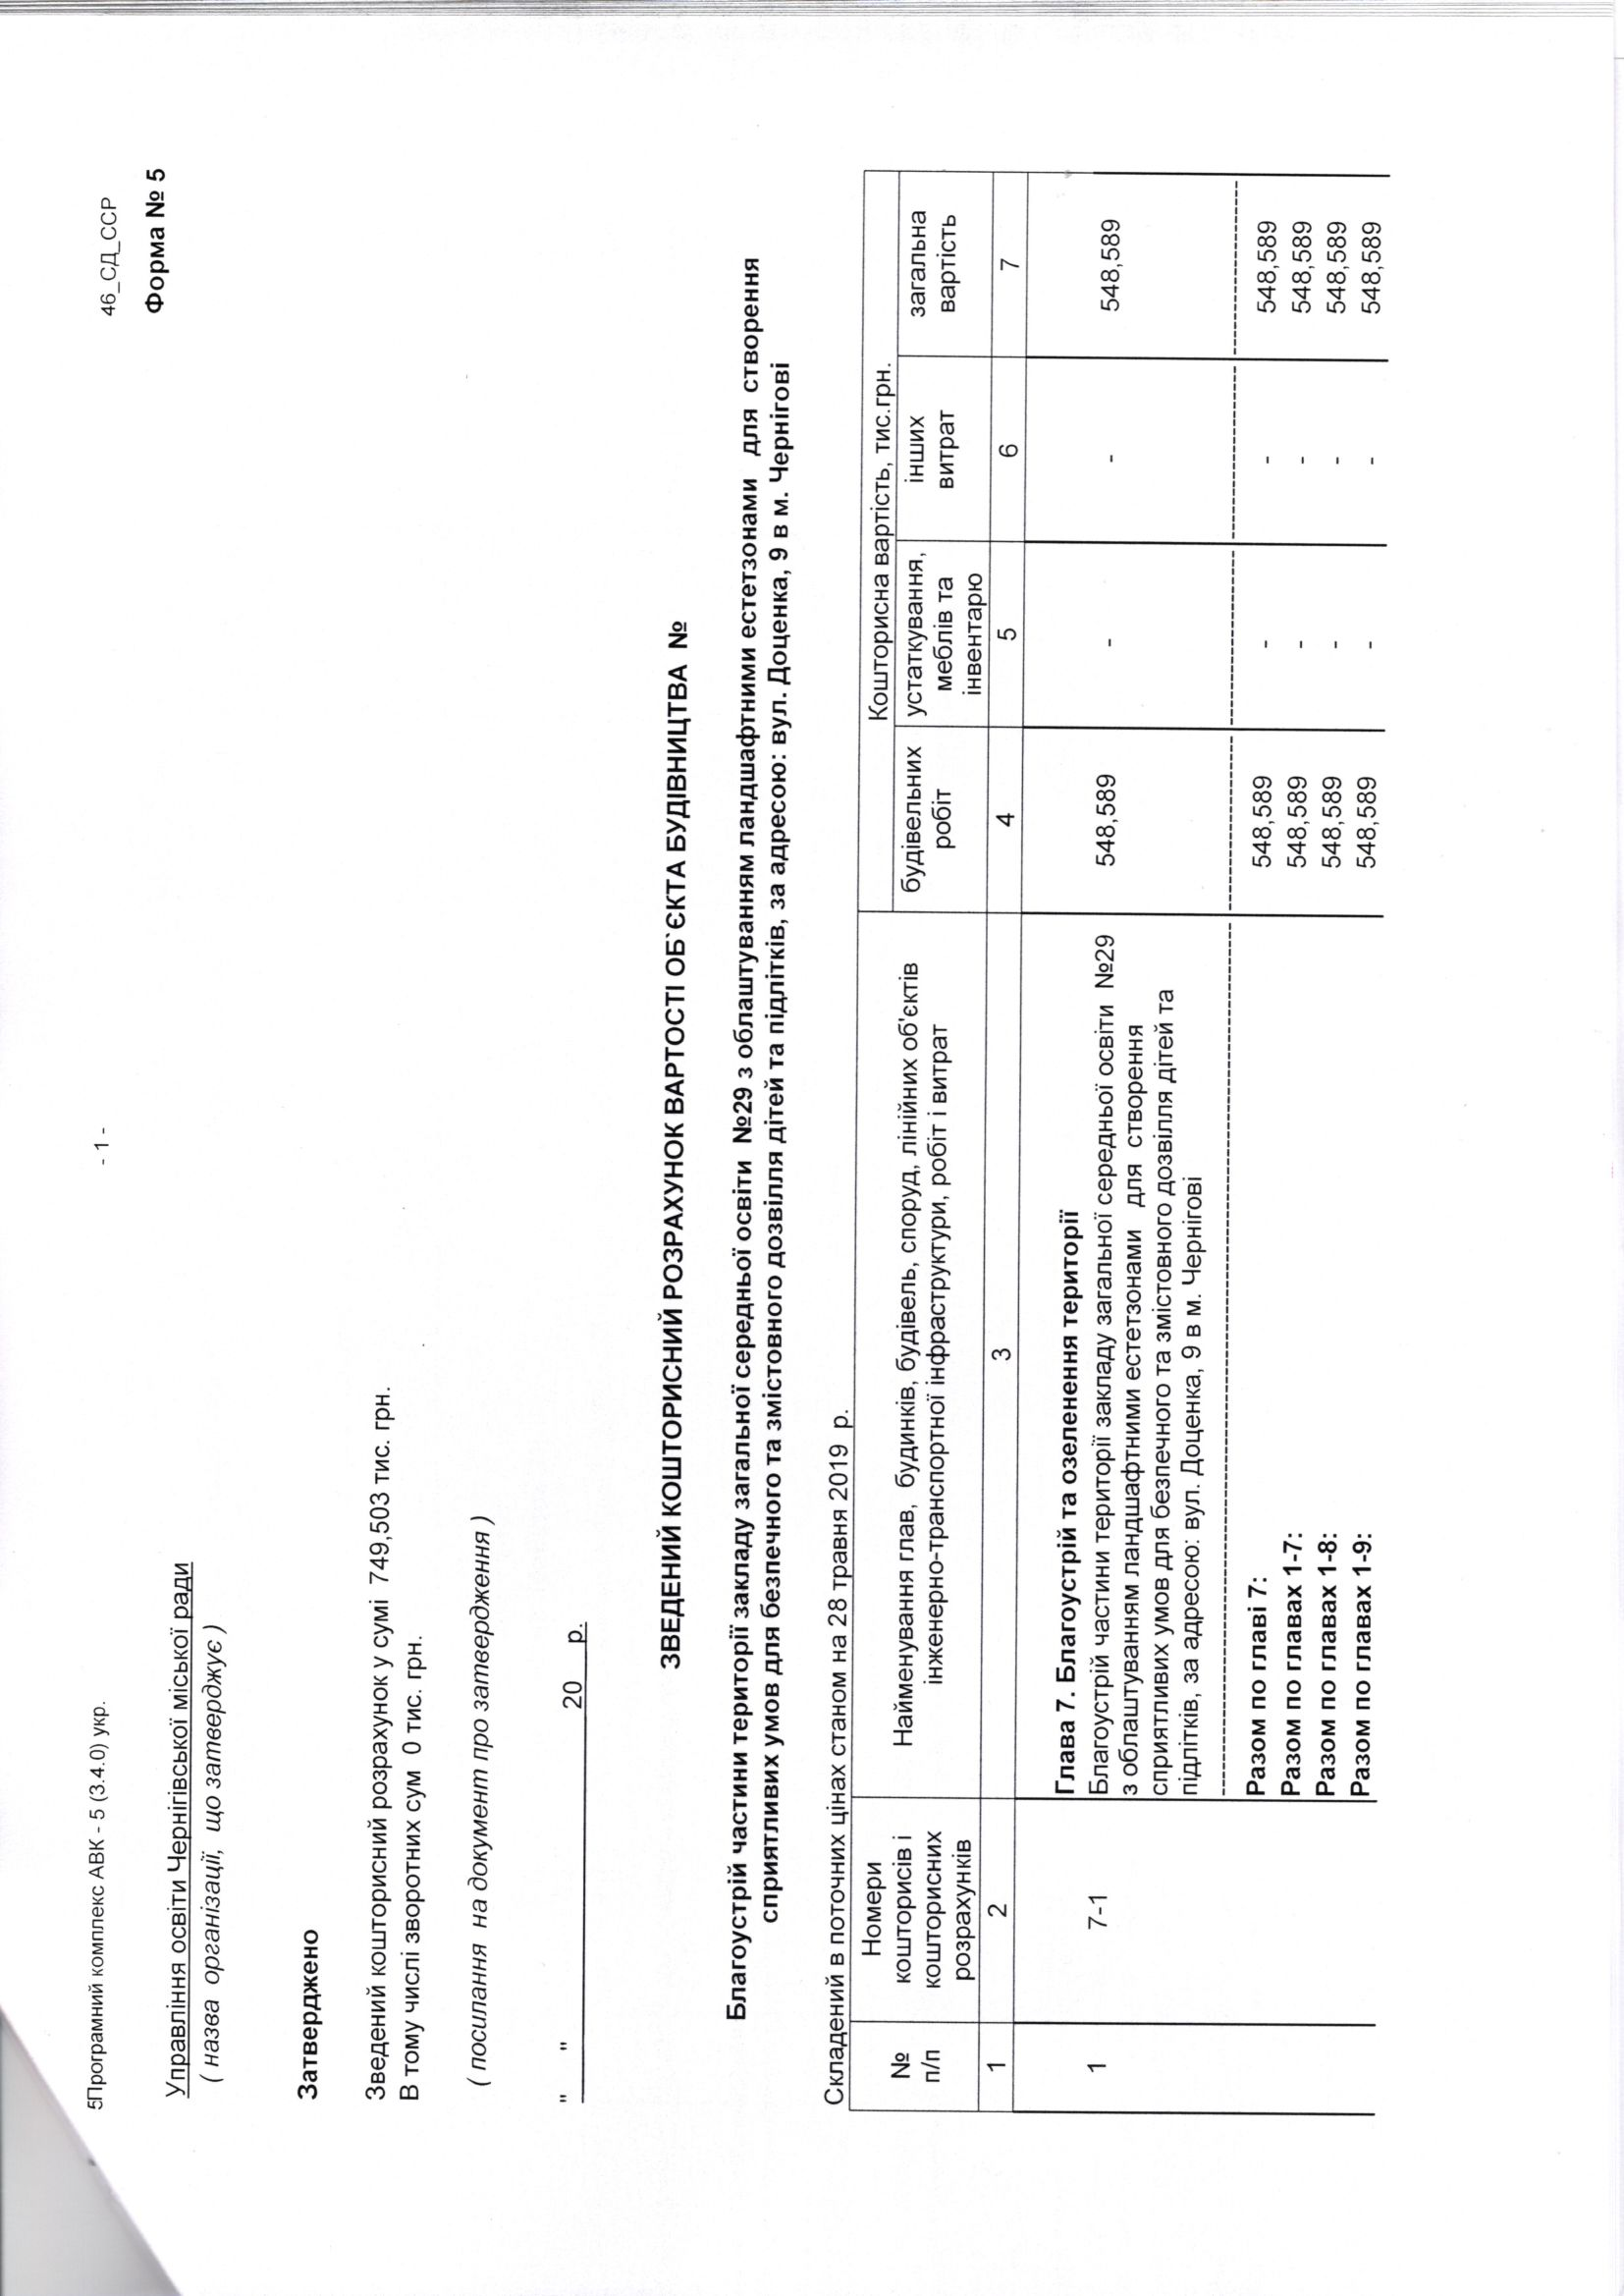 5Програмний комплекс АВК - 5 (3.4.0) укр.
- 1 -
46_СД_ССР
Форма № 5
Управління освіти Чернігівської міської ради
( назва організації, що затверджує )
Затверджено
Зведений кошторисний розрахунок у сумі 749,503 тис. грн.
В тому числі зворотних сум 0 тис. грн.
( посилання на документ про затвердження )
" " 20 р.
ЗВЕДЕНИЙ КОШТОРИСНИЙ РОЗРАХУНОК ВАРТОСТІ ОБ`ЄКТА БУДІВНИЦТВА №
Благоустрій частини території закладу загальної середньої освіти №29 з облаштуванням ландшафтними естетзонами для створення
сприятливих умов для безпечного та змістовного дозвілля дітей та підлітків, за адресою: вул. Доценка, 9 в м. Чернігові
Складений в поточних цінах станом на 28 травня 2019 р.
№
п/п
Номери
кошторисів і
кошторисних
розрахунків
Найменування глав, будинків, будівель, споруд, лінійних об'єктів
інженерно-транспортної інфраструктури, робіт і витрат
Кошторисна вартість, тис.грн.
будівельних
робіт
устаткування,
меблів та
інвентарю
інших
витрат
загальна
вартість
1 2 3 4 5 6 7
Глава 7. Благоустрій та озеленення території
1 7-1 Благоустрій частини території закладу загальної середньої освіти №29 548,589 - - 548,589
з облаштуванням ландшафтними естетзонами для створення
сприятливих умов для безпечного та змістовного дозвілля дітей та
підлітків, за адресою: вул. Доценка, 9 в м. Чернігові
Разом по главі 7: 548,589 - - 548,589
Разом по главах 1-7: 548,589 - - 548,589
Разом по главах 1-8: 548,589 - - 548,589
Разом по главах 1-9: 548,589 - - 548,589